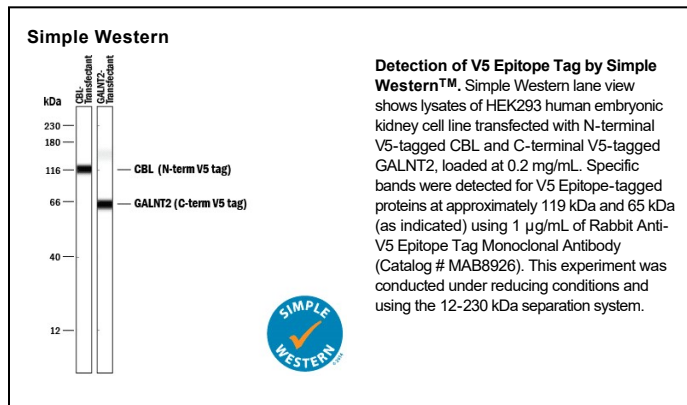 Simple Western
kDa
CBL-
Transfectant
GALNT2-
Transfectant
230
180
116
66
40
12
CBL (N-term V5 tag)
GALNT2 (C-term V5 tag)
SIMPLE
WESTERN
Detection of V5 Epitope Tag by Simple
Western™. Simple Western lane view
shows lysates of HEK293 human embryonic
kidney cell line transfected with N-terminal
V5-tagged CBL and C-terminal V5-tagged
GALNT2, loaded at 0.2 mg/mL. Specific
bands were detected for V5 Epitope-tagged
proteins at approximately 119 kDa and 65 kDa
(as indicated) using 1 µg/mL of Rabbit Anti-
V5 Epitope Tag Monoclonal Antibody
(Catalog # MAB8926). This experiment was
conducted under reducing conditions and
using the 12-230 kDa separation system.